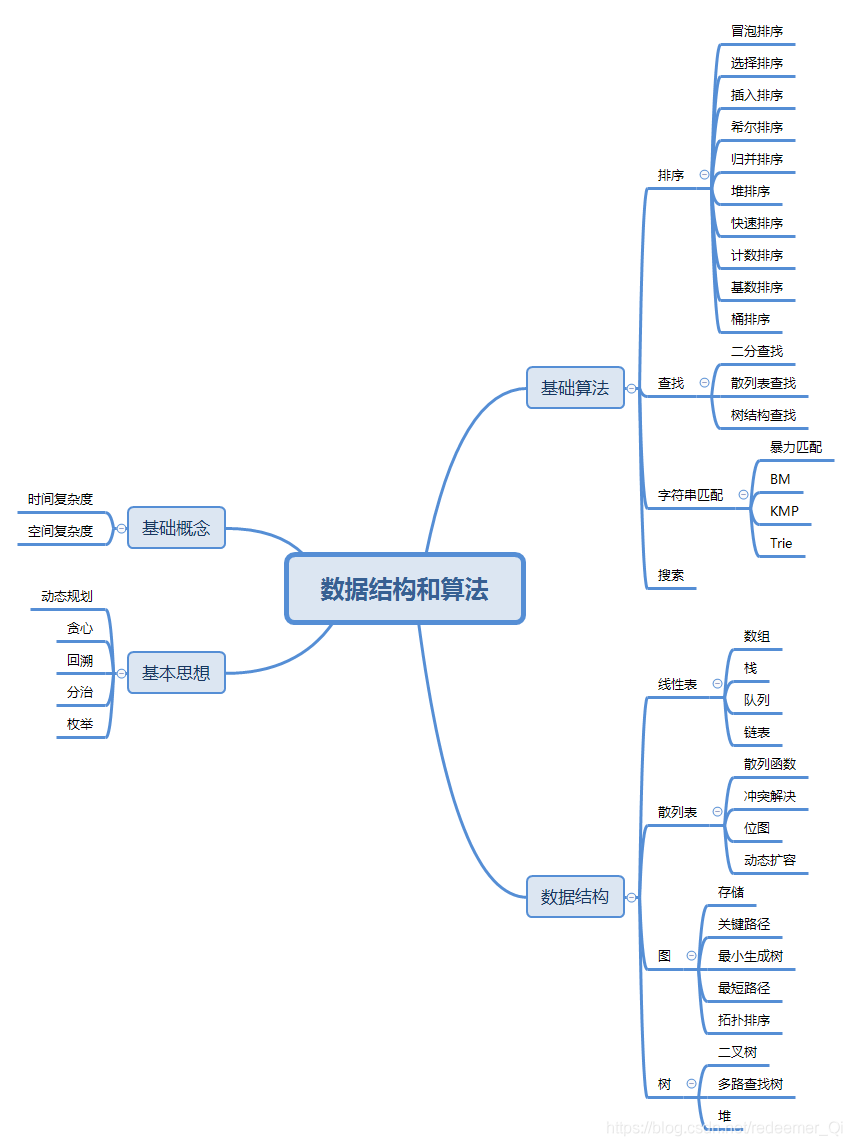 数据结构和算法
基础概念
时间复杂度
空间复杂度
基本思想
动态规划
贪心
回溯
分治
枚举
基础算法
排序
冒泡排序
选择排序
插入排序
希尔排序
归并排序
堆排序
快速排序
计数排序
基数排序
桶排序
查找
二分查找
散列表查找
树结构查找
字符串匹配
暴力匹配
BM
KMP
Trie
搜索
数据结构
线性表
数组
栈
队列
链表
散列表
散列函数
冲突解决
位图
动态扩容
图
存储
关键路径
最小生成树
最短路径
拓扑排序
树
二叉树
多路查找树
堆
https://blog.csdn.net/redeemer_Qi